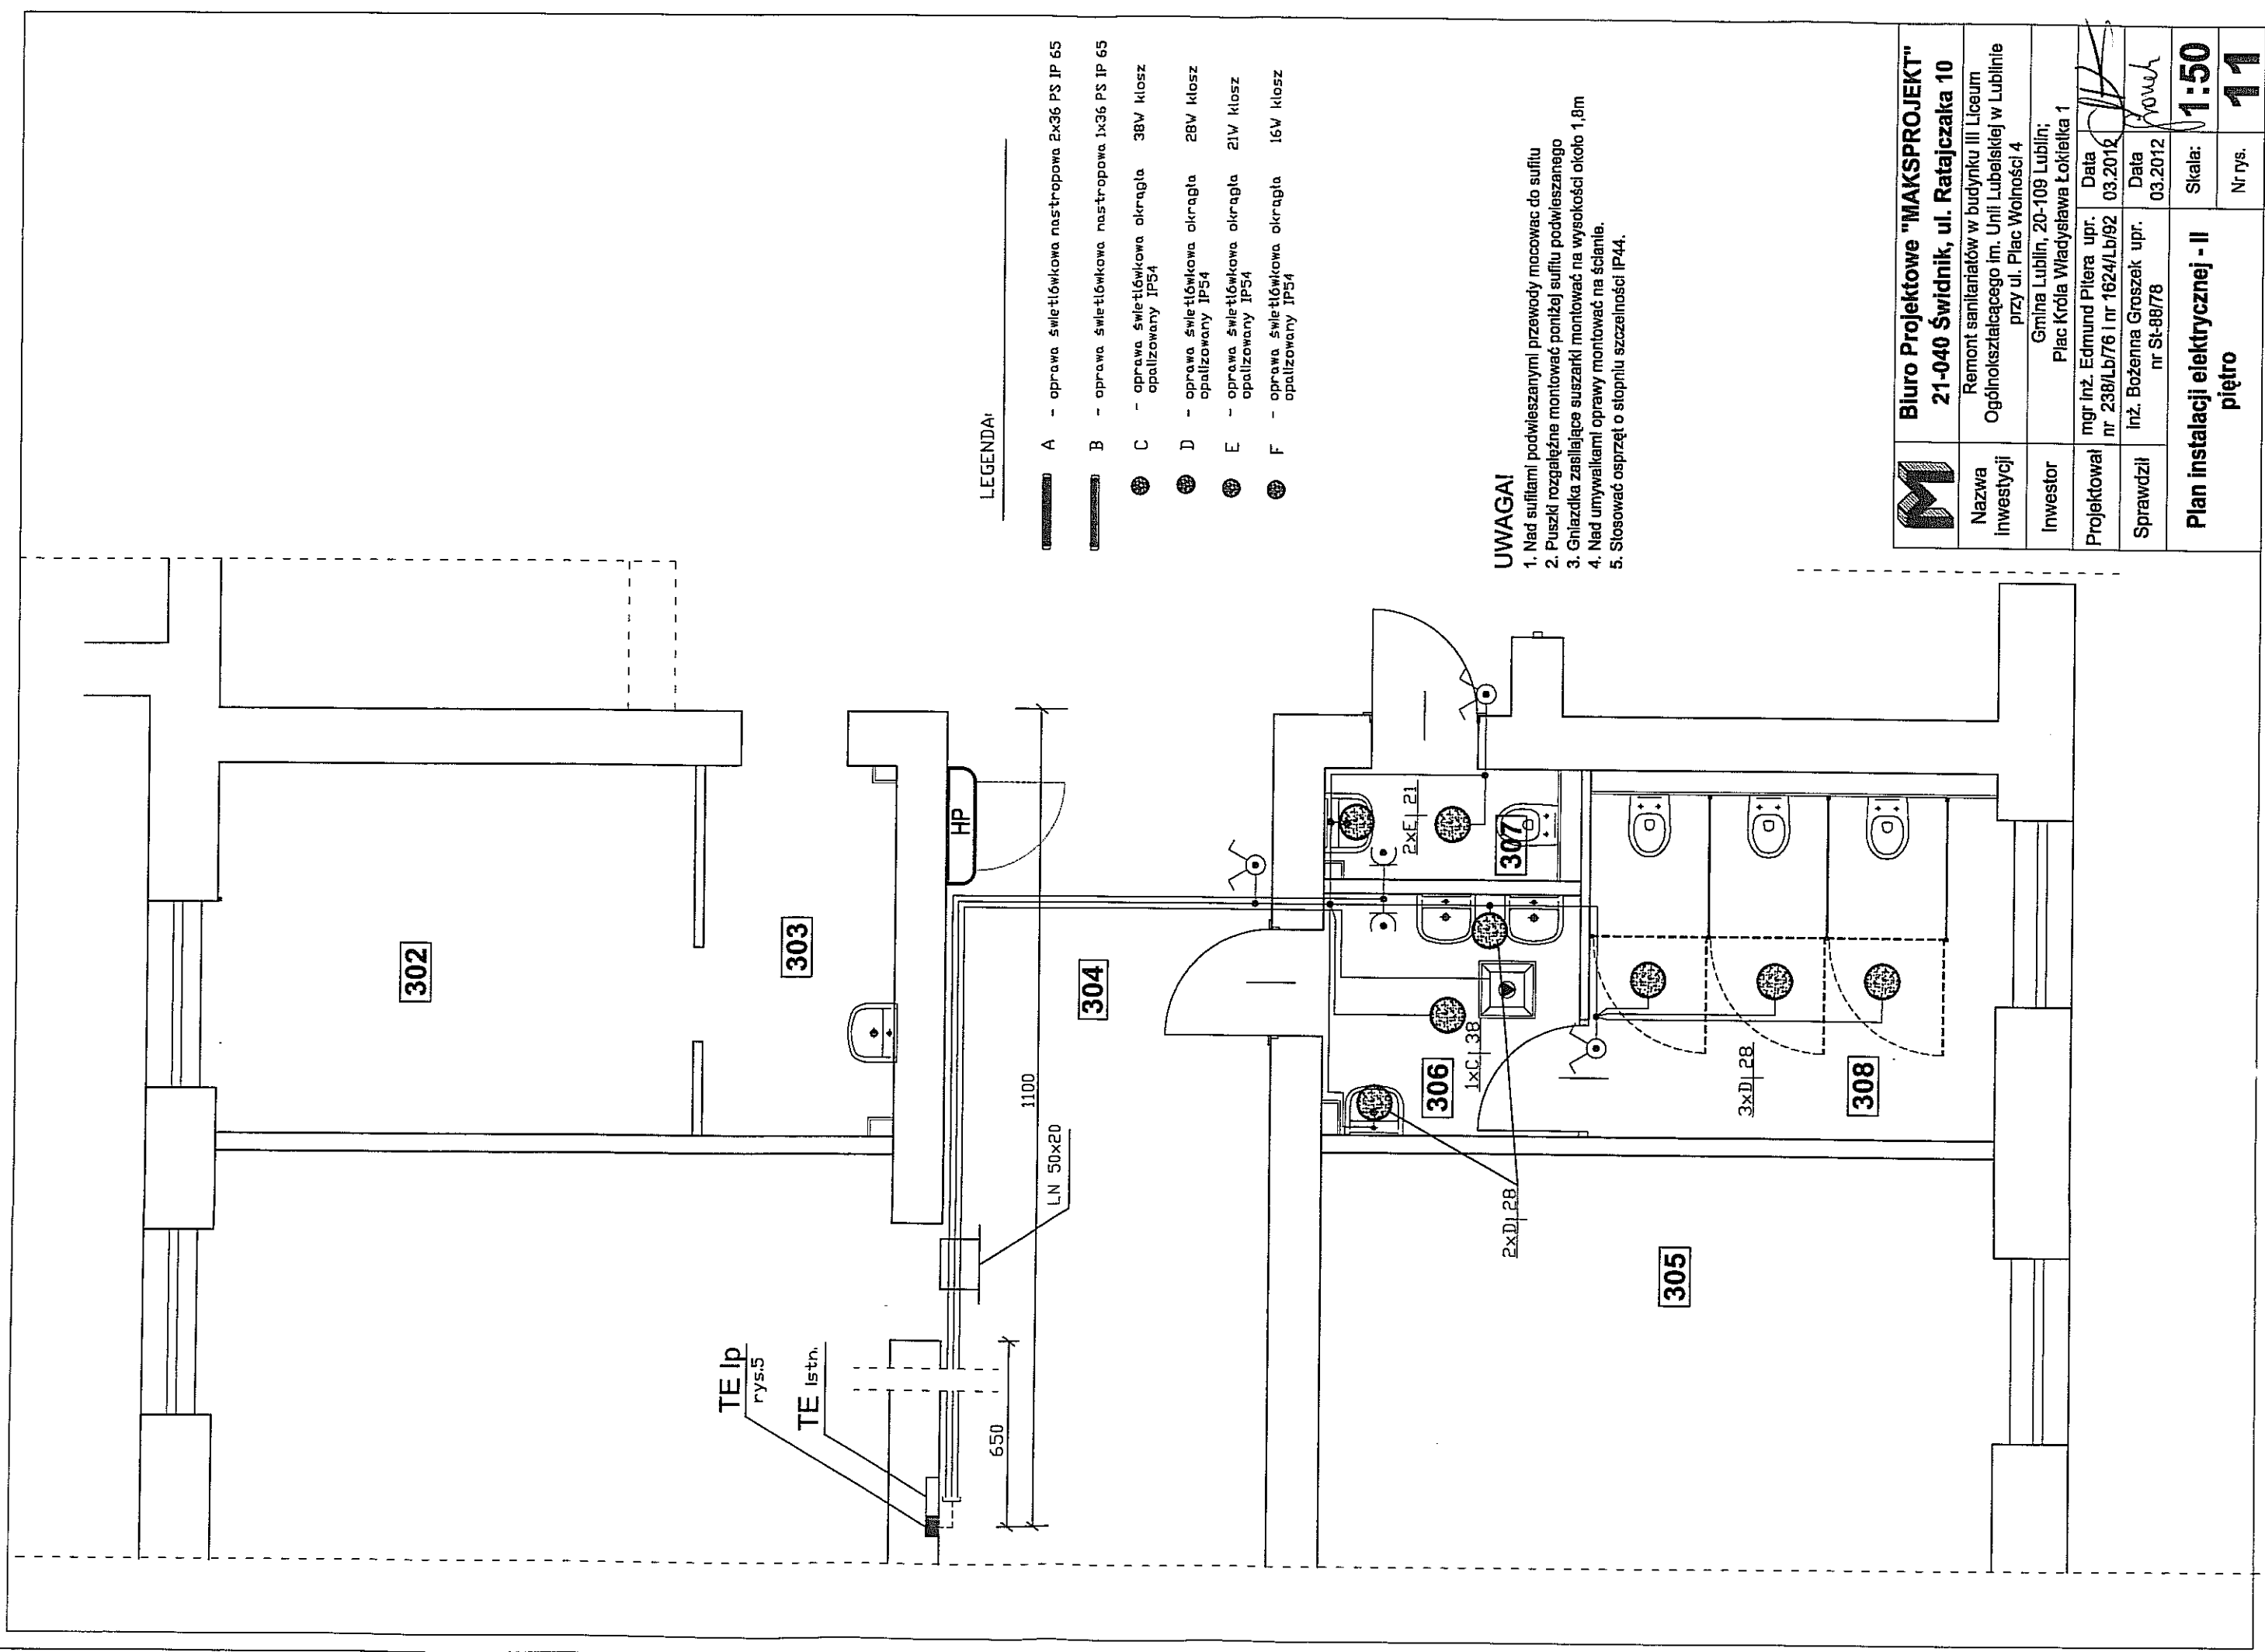 302
303
HP
304
1100
LN 50x20
650
TE Ip
rys.5
TE istn.
305
306
1xC 38
2xE 21
307
2xD 28
3xD 28
308
LEGENDA:
A - oprawa świetlówkowa nastropowa 2x36 PS IP 65
B - oprawa świetlówkowa nastropowa 1x36 PS IP 65
C - oprawa świetlówkowa okrągła 38W klosz
opalizowany IP54
D - oprawa świetlówkowa okrągła 28W klosz
opalizowany IP54
E - oprawa świetlówkowa okrągła 21W klosz
opalizowany IP54
F - oprawa świetlówkowa okrągła 16W klosz
opalizowany IP54
UWAGA!
1. Nad sufitami podwieszanymi przewody mocowac do sufitu
2. Puszki rozgałęźne montować poniżej sufitu podwieszanego
3. Gniazdka zasilające suszarki montować na wysokości około 1,8m
4. Nad umywalkami oprawy montować na ścianie.
5. Stosować osprzęt o stopniu szczelności IP44.
M
Biuro Projektowe "MAKSPROJEKT"
21-040 Świdnik, ul. Ratajczaka 10
Nazwa inwestycji
Remont sanitariatów w budynku III Liceum
Ogólnokształcącego im. Unii Lubelskiej w Lublinie
przy ul. Plac Wolności 4
Inwestor
Gmina Lublin, 20-109 Lublin;
Plac Króla Władysława Łokietka 1
Projektował
mgr inż. Edmund Pitera upr.
nr 238/Lb/76 i nr 1624/Lb/92
Data
03.2012
Sprawdził
inż. Bożenna Groszek upr.
nr St-88/78
Data
03.2012
Plan instalacji elektrycznej - II
piętro
Skala:
1:50
Nr rys.
11